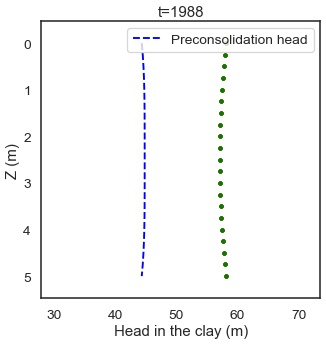 t=1988
Preconsolidation head
0
1
2
3
4
5
Z (m)
30 40 50 60 70
Head in the clay (m)